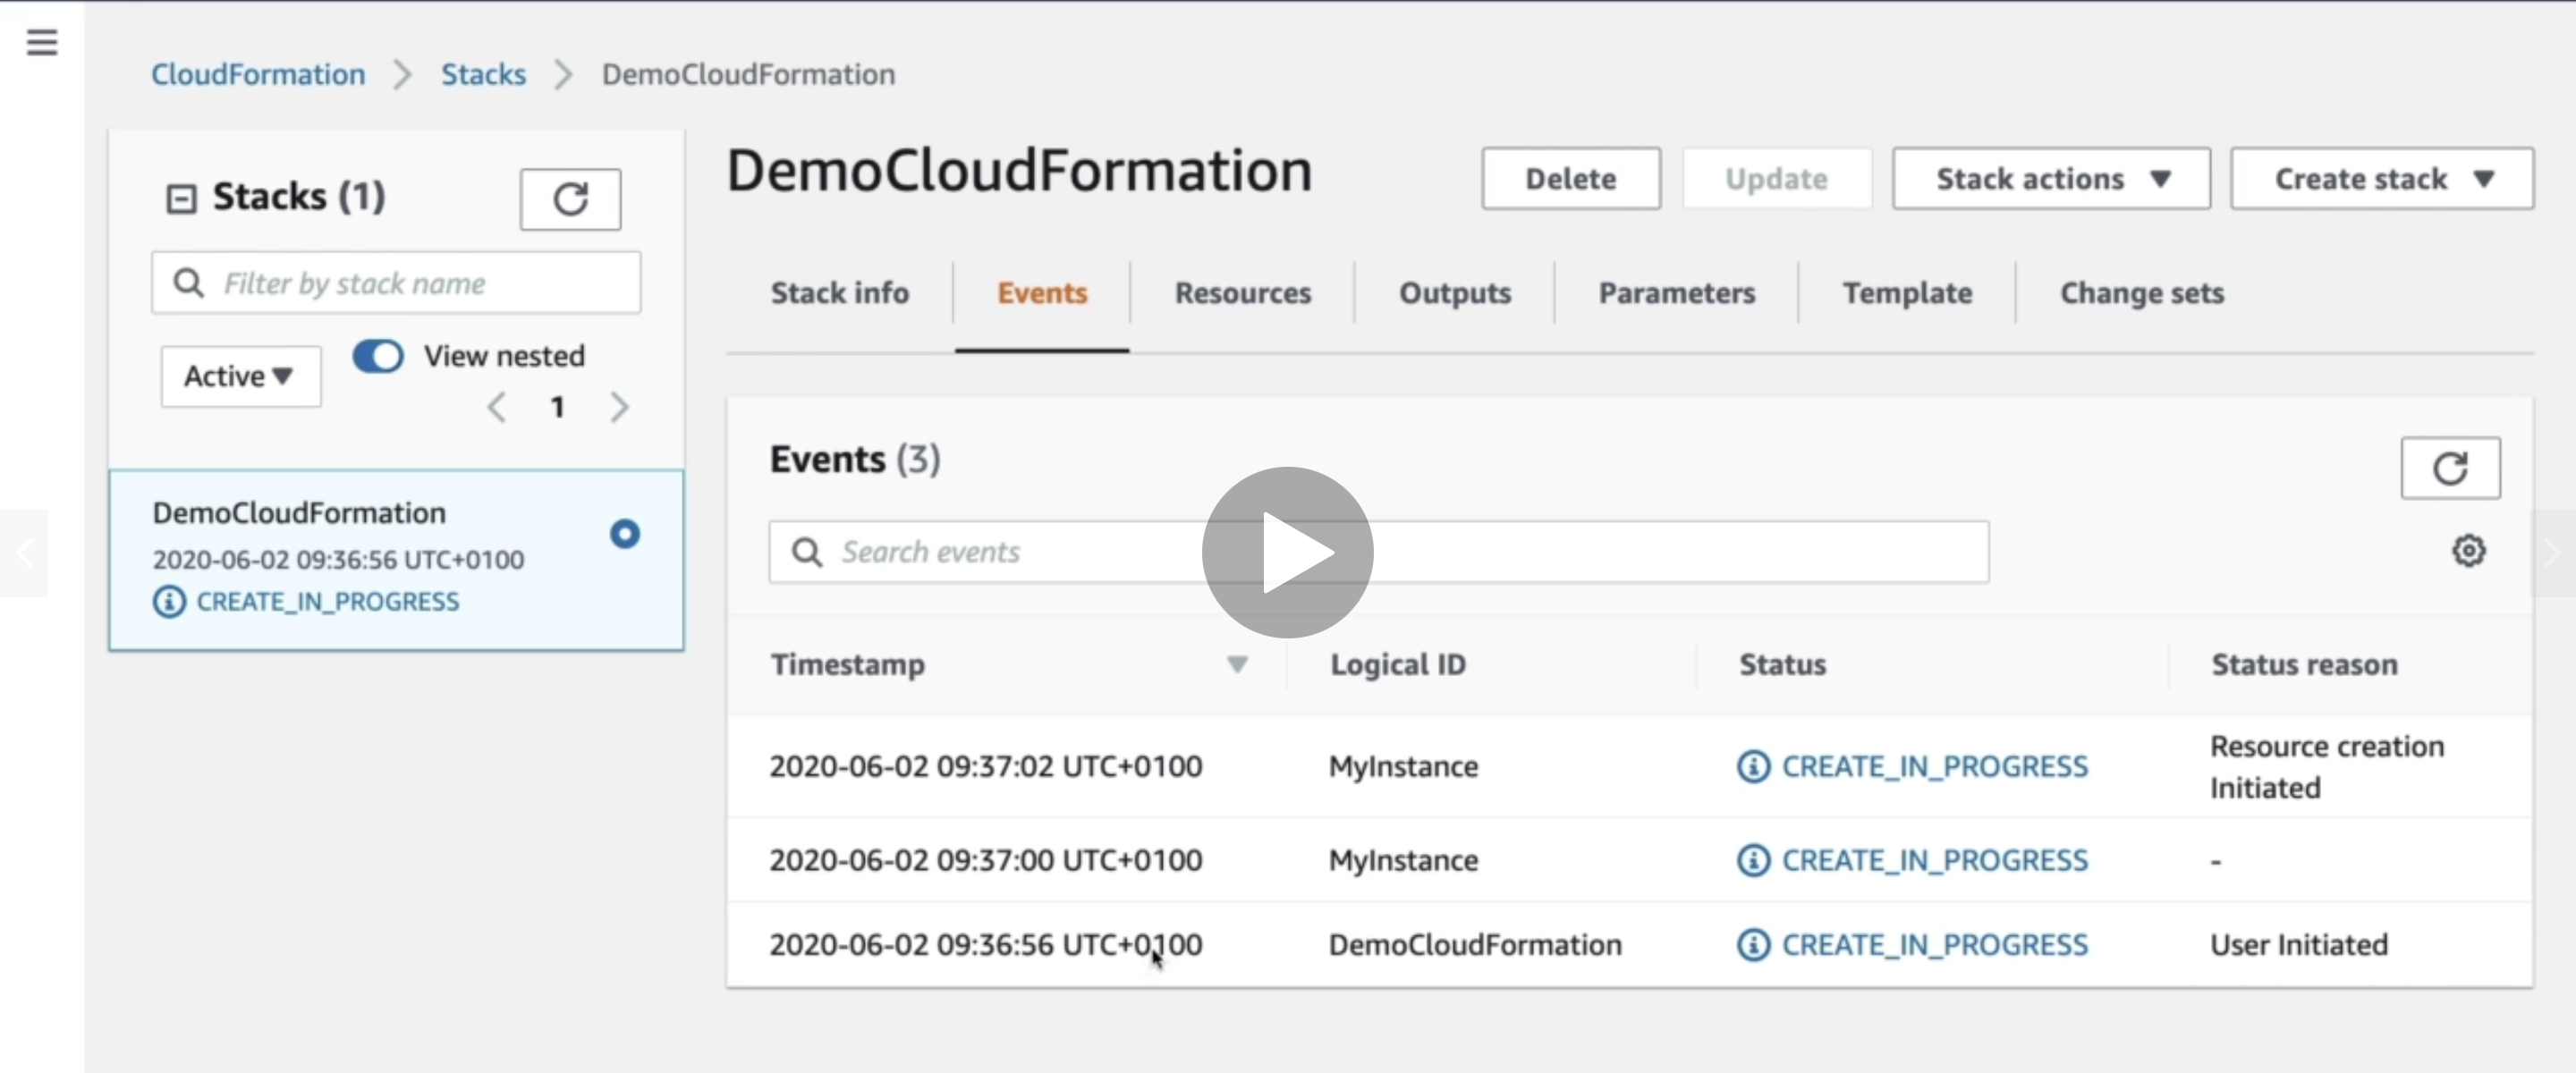 CloudFormation > Stacks > DemoCloudFormation
Stacks (1)
Filter by stack name
Active
View nested
1
DemoCloudFormation
2020-06-02 09:36:56 UTC+0100
CREATE_IN_PROGRESS
DemoCloudFormation
Delete
Update
Stack actions
Create stack
Stack info
Events
Resources
Outputs
Parameters
Template
Change sets
Events (3)
Search events
Timestamp Logical ID Status Status reason
2020-06-02 09:37:02 UTC+0100 MyInstance CREATE_IN_PROGRESS Resource creation
Initiated
2020-06-02 09:37:00 UTC+0100 MyInstance CREATE_IN_PROGRESS -
2020-06-02 09:36:56 UTC+0100 DemoCloudFormation CREATE_IN_PROGRESS User Initiated